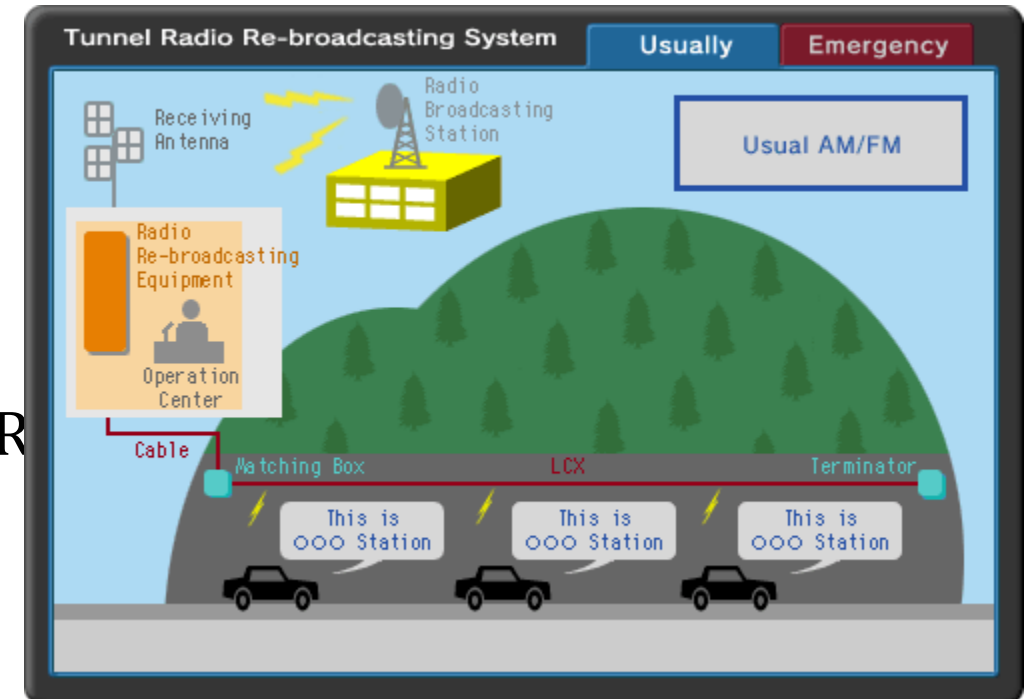 Tunnel Radio Re-broadcasting System
Usually
Emergency
Radio
Broadcasting
Station
Receiving
Antenna
Usual AM/FM
Radio
Re-broadcasting
Equipment
Operation
Center
R
Cable
Matching Box
LCX
Terminator
This is
○○○ Station
This is
○○○ Station
This is
○○○ Station